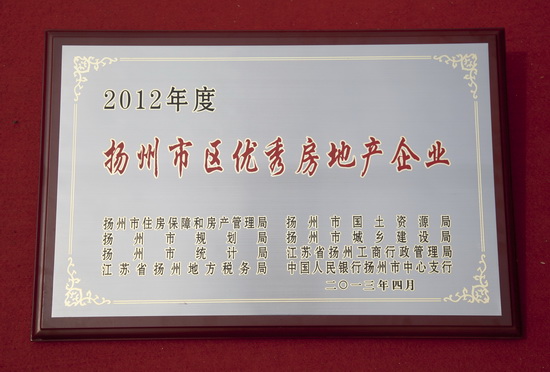 2012年度
扬州市区优秀房地产企业
扬州市住房保障和房产管理局 扬州市国土资源局
扬州市规划局 扬州市城乡建设局
扬州市统计局 江苏省扬州工商行政管理局
江苏省扬州地方税务局 中国人民银行扬州市中心支行
二〇一三年四月